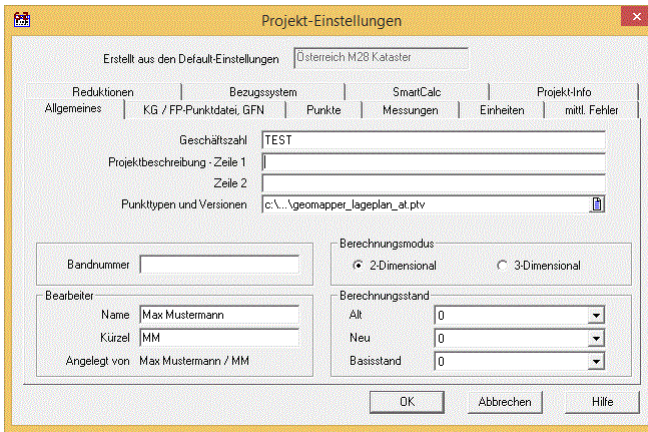 Projekt-Einstellungen
Erstellt aus den Default-Einstellungen Österreich M28 Kataster
Reduktionen Bezugssystem SmartCalc Projekt-Info
Allgemeines KG / FP-Punktdatei, GFN Punkte Messungen Einheiten mittl. Fehler
Geschäftszahl TEST
Projektbeschreibung - Zeile 1
Zeile 2
Punkttypen und Versionen c:\...\geomapper_lageplan_at.ptv
Bandnummer
Berechnungsmodus
2-Dimensional 3-Dimensional
Bearbeiter
Name Max Mustermann
Kürzel MM
Angelegt von Max Mustermann / MM
Berechnungsstand
Alt 0
Neu 0
Basisstand 0
OK Abbrechen Hilfe